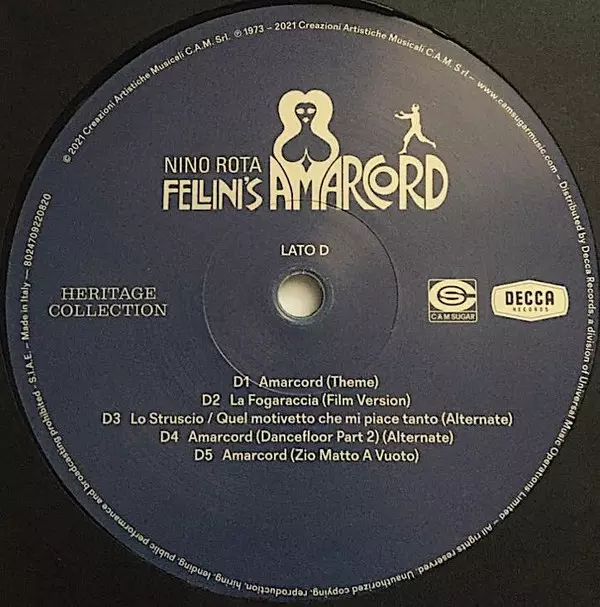 © 2021 Creazioni Artistiche Musicali C.A.M. Srl. ℗ 1973 – 2021 Creazioni Artistiche Musicali C.A.M. S.r.l. – www.camsugarmusic.com – Distributed by Decca Records, a division of Universal Music Operations Limited – All rights reserved.
Unauthorized copying, reproduction, hiring, lending, public performance and broadcasting prohibited - S.I.A.E. – Made in Italy – 8024709220820
NINO ROTA
FELLINI'S AMARCORD
LATO D
HERITAGE
COLLECTION
CAM SUGAR
DECCA
RECORDS
D1 Amarcord (Theme)
D2 La Fogaraccia (Film Version)
D3 Lo Struscio / Quel motivetto che mi piace tanto (Alternate)
D4 Amarcord (Dancefloor Part 2) (Alternate)
D5 Amarcord (Zio Matto A Vuoto)